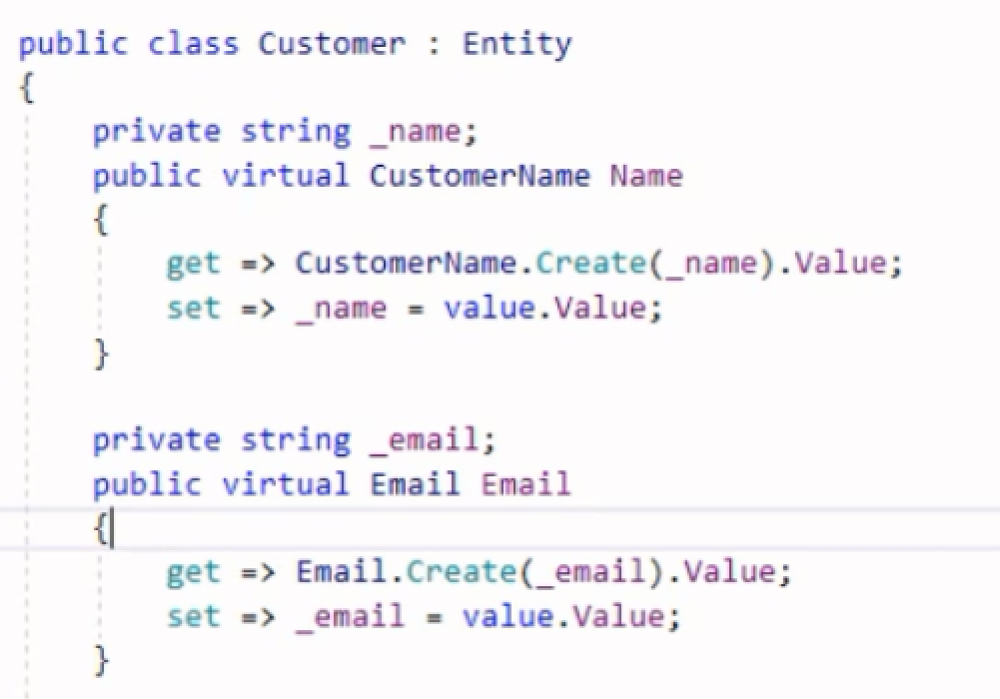 public class Customer : Entity
{
private string _name;
public virtual CustomerName Name
{
get => CustomerName.Create(_name).Value;
set => _name = value.Value;
}
private string _email;
public virtual Email Email
{
get => Email.Create(_email).Value;
set => _email = value.Value;
}